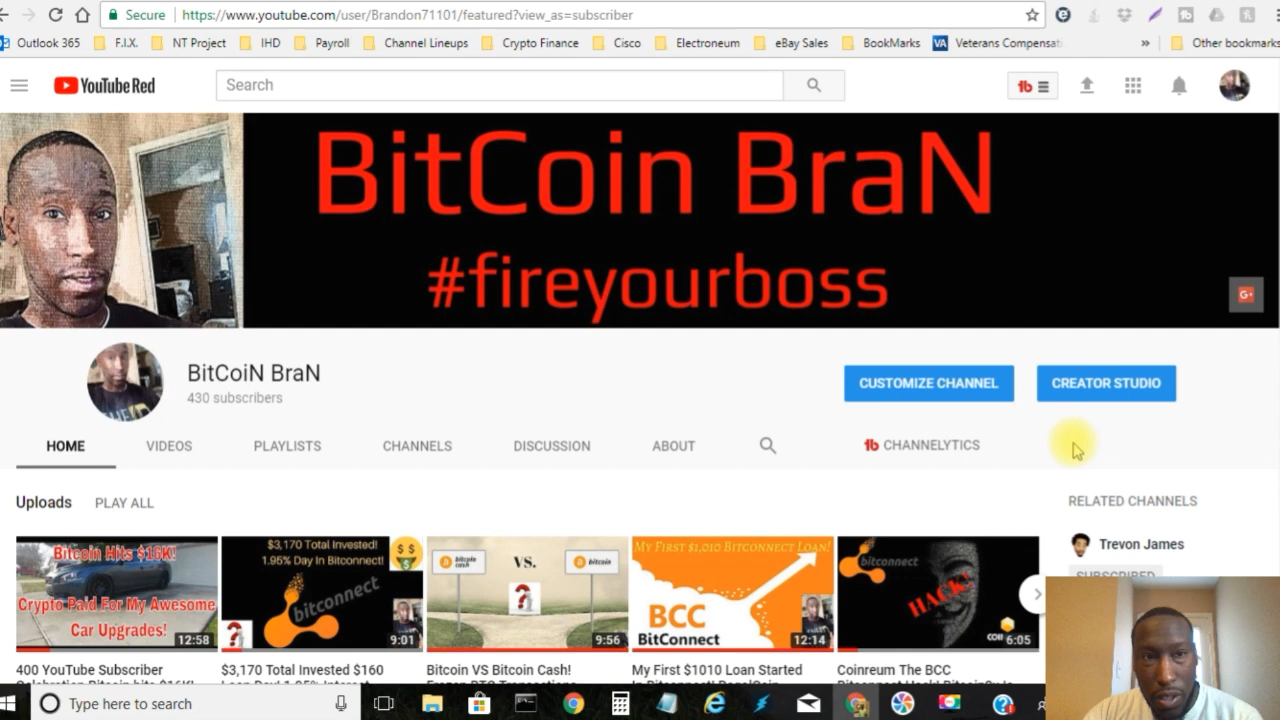 Secure https://www.youtube.com/user/Brandon71101/featured?view_as=subscriber
Outlook 365 F.I.X. NT Project IHD Payroll Channel Lineups Crypto Finance Cisco Electroneum eBay Sales BookMarks VA Veterans Compensati » Other bookmarks
YouTube Red Search
BitCoin BraN
#fireyourboss
G+
BitCoiN BraN
430 subscribers
CUSTOMIZE CHANNEL CREATOR STUDIO
HOME VIDEOS PLAYLISTS CHANNELS DISCUSSION ABOUT CHANNELYTICS
Uploads PLAY ALL
RELATED CHANNELS
Trevon James
SUBSCRIBED
Bitcoin Hits $16K!
Crypto Paid For My Awesome
Car Upgrades!
12:58
$3,170 Total Invested!
1.95% Day In Bitconnect!
bitconnect
9:01
bitcoin cash
VS.
bitcoin
9:56
My First $1,010 Bitconnect Loan!
BCC
BitConnect
12:14
bitconnect
HACK!
COIN
6:05
400 YouTube Subscriber
$3,170 Total Invested $160
Bitcoin VS Bitcoin Cash!
My First $1010 Loan Started
Coinreum The BCC
Type here to search